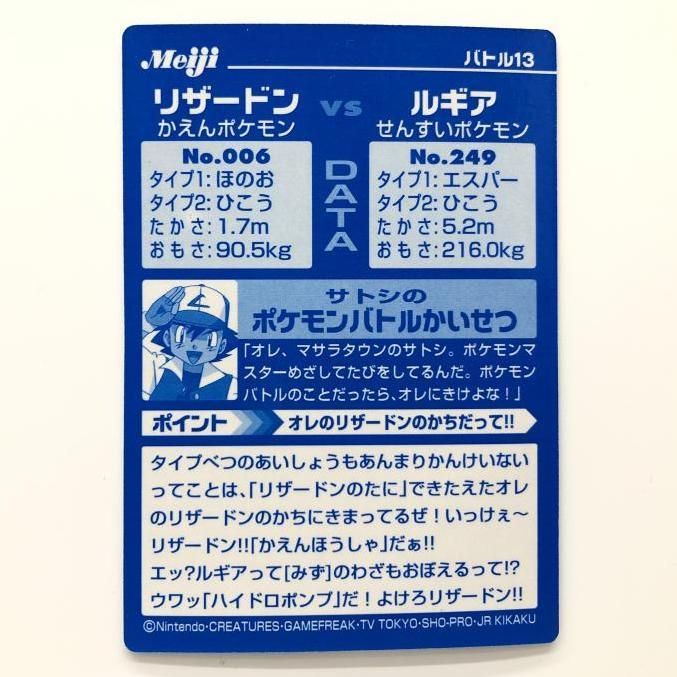 Meiji
バトル13
リザードン vs ルギア
かえんポケモン せんすいポケモン
DATA
No.006
タイプ1:ほのお
タイプ2:ひこう
たかさ:1.7m
おもさ:90.5kg
No.249
タイプ1:エスパー
タイプ2:ひこう
たかさ:5.2m
おもさ:216.0kg
サトシの
ポケモンバトルかいせつ
「オレ、マサラタウンのサトシ。ポケモンマ
スターめざしてたびをしてるんだ。ポケモン
バトルのことだったら、オレにきけよな!」
ポイント オレのリザードンのかちだって!!
タイプべつのあいしょうもあんまりかんけいない
ってことは、「リザードンのたに」できたえたオレ
のリザードンのかちにきまってるぜ!いっけぇ〜
リザードン!!「かえんほうしゃ」だぁ!!
エッ?ルギアって[みず]のわざもおぼえるって!?
ウワッ「ハイドロポンプ」だ!よけろリザードン!!
©Nintendo・CREATURES・GAMEFREAK・TV TOKYO・SHO-PRO・JR KIKAKU